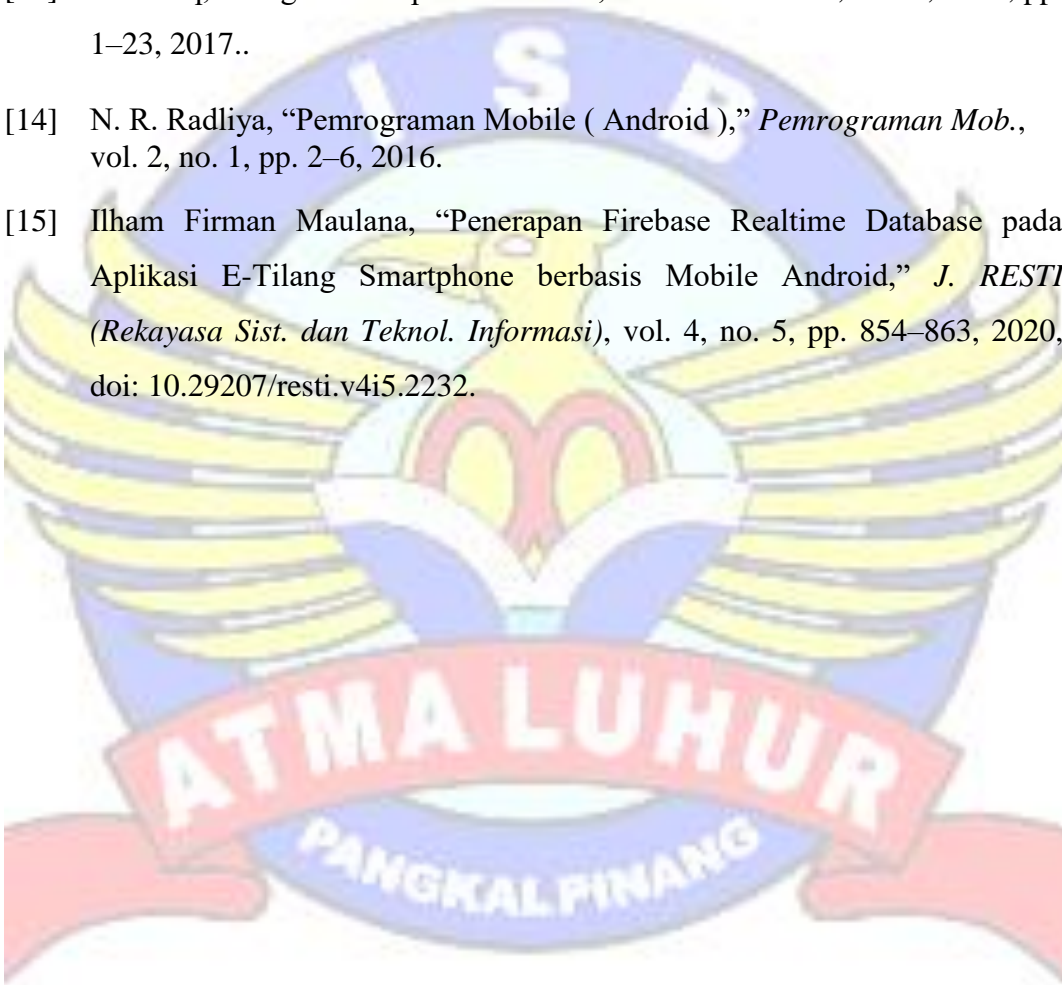 1–23, 2017..
[14] N. R. Radliya, “Pemrograman Mobile ( Android ),” Pemrograman Mob.,
vol. 2, no. 1, pp. 2–6, 2016.
[15] Ilham Firman Maulana, “Penerapan Firebase Realtime Database pada
Aplikasi E-Tilang Smartphone berbasis Mobile Android,” J. RESTI
(Rekayasa Sist. dan Teknol. Informasi), vol. 4, no. 5, pp. 854–863, 2020,
doi: 10.29207/resti.v4i5.2232.
I S B
ATMA LUHUR
PANGKALPINANG